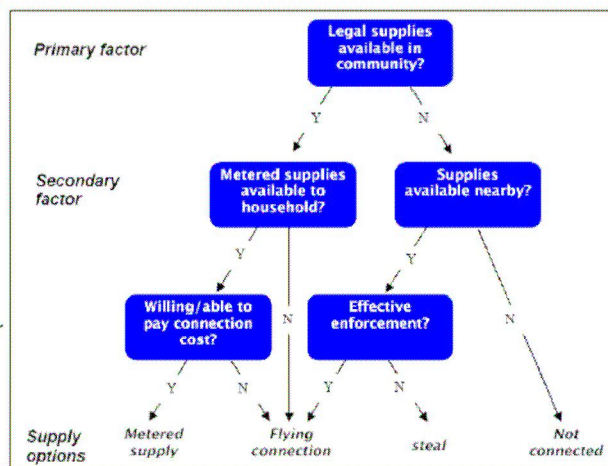 Primary factor
Legal supplies
available in
community?
Y
N
Secondary
factor
Metered supplies
available to
household?
Supplies
available nearby?
Y
Y
Willing/able to
pay connection
cost?
N
Effective
enforcement?
N
Y
N
Y
N
Supply
options
Metered
supply
Flying
connection
steal
Not
connected